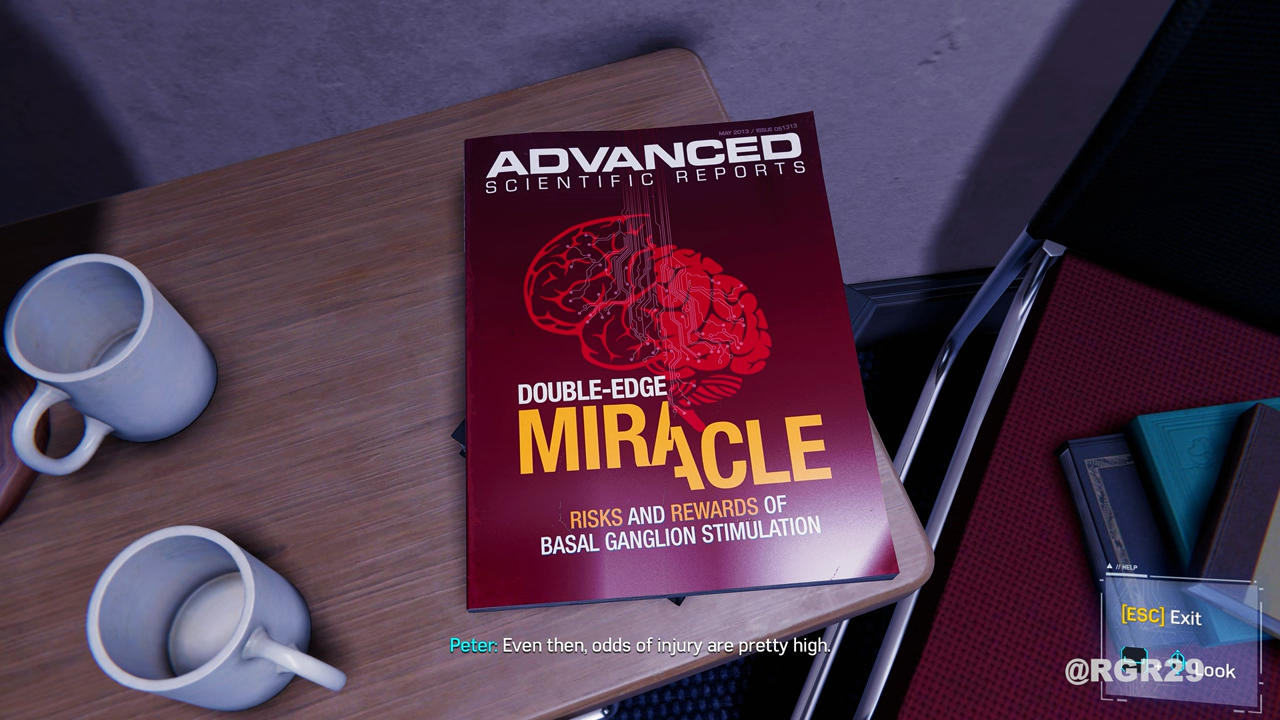 MAY 2013 / ISSUE 051313
ADVANCED
SCIENTIFIC REPORTS
DOUBLE-EDGE
MIRACLE
RISKS AND REWARDS OF
BASAL GANGLION STIMULATION
Peter: Even then, odds of injury are pretty high.
// HELP
[ESC] Exit
Look
@RGR29